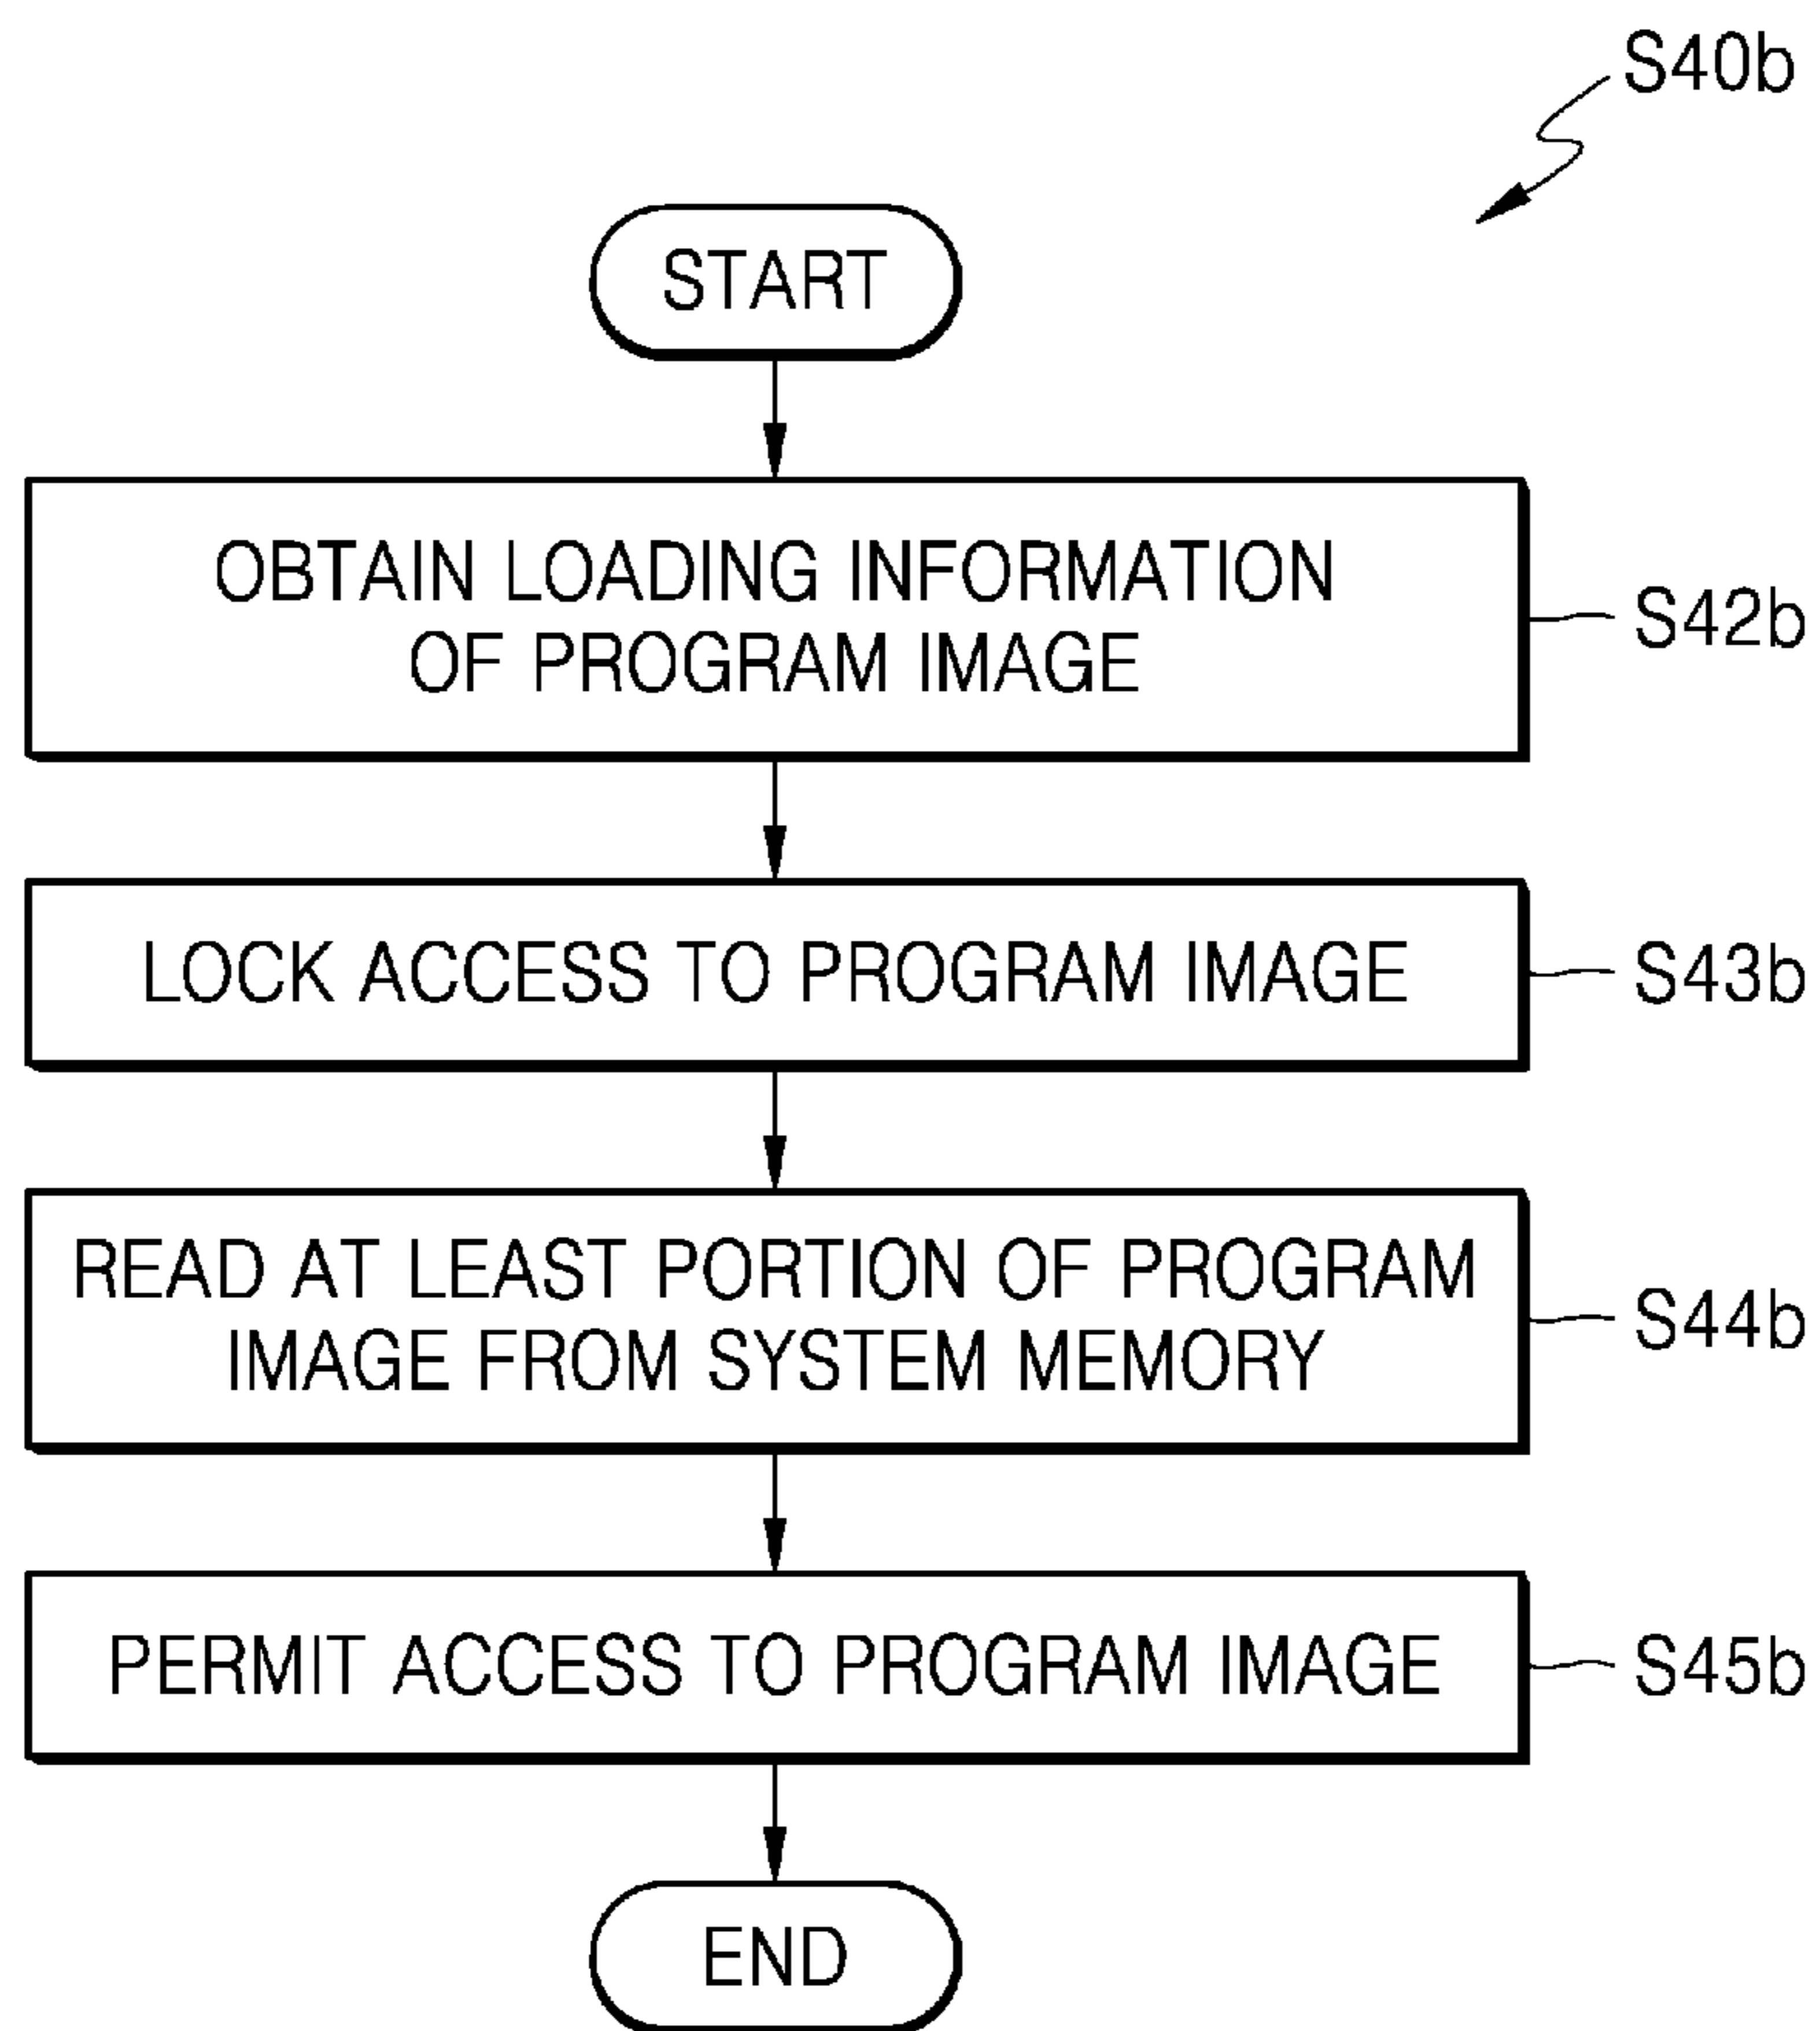 S40b
START
OBTAIN LOADING INFORMATION
OF PROGRAM IMAGE
S42b
LOCK ACCESS TO PROGRAM IMAGE
S43b
READ AT LEAST PORTION OF PROGRAM
IMAGE FROM SYSTEM MEMORY
S44b
PERMIT ACCESS TO PROGRAM IMAGE
S45b
END